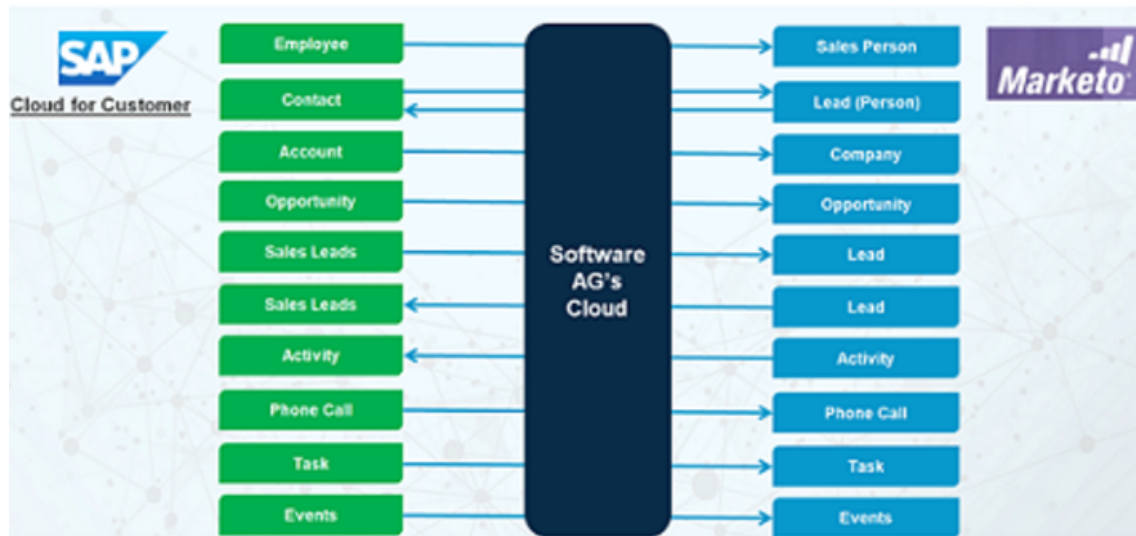 SAP
Cloud for Customer
Marketo
Employee
Sales Person
Contact
Lead (Person)
Account
Company
Opportunity
Opportunity
Sales Leads
Lead
Software
AG's
Cloud
Sales Leads
Lead
Activity
Activity
Phone Call
Phone Call
Task
Task
Events
Events